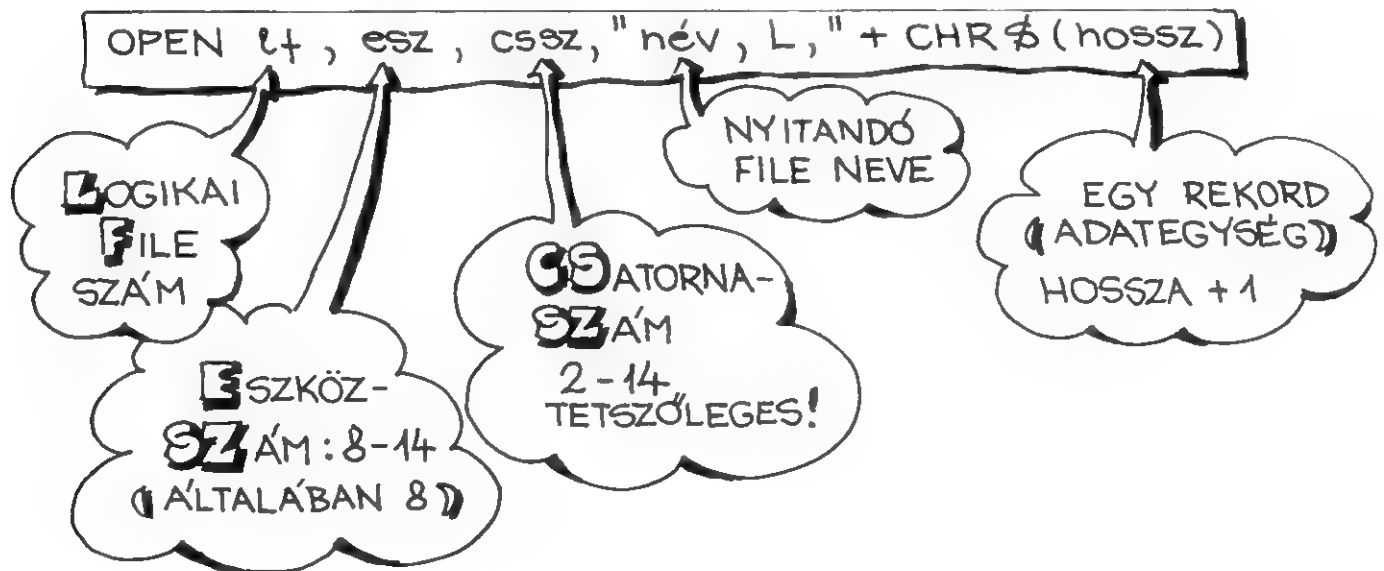 OPEN lf, esz, cssz, "név, L," + CHR$(hossz)
LOGIKAI
FILE
SZÁM
ESZKÖZ-
SZÁM: 8-14
(ÁLTALÁBAN 8)
CSATORNA-
SZÁM
2-14
TETSZŐLEGES!
NYITANDÓ
FILE NEVE
EGY REKORD
(ADATEGYSÉG)
HOSSZA + 1